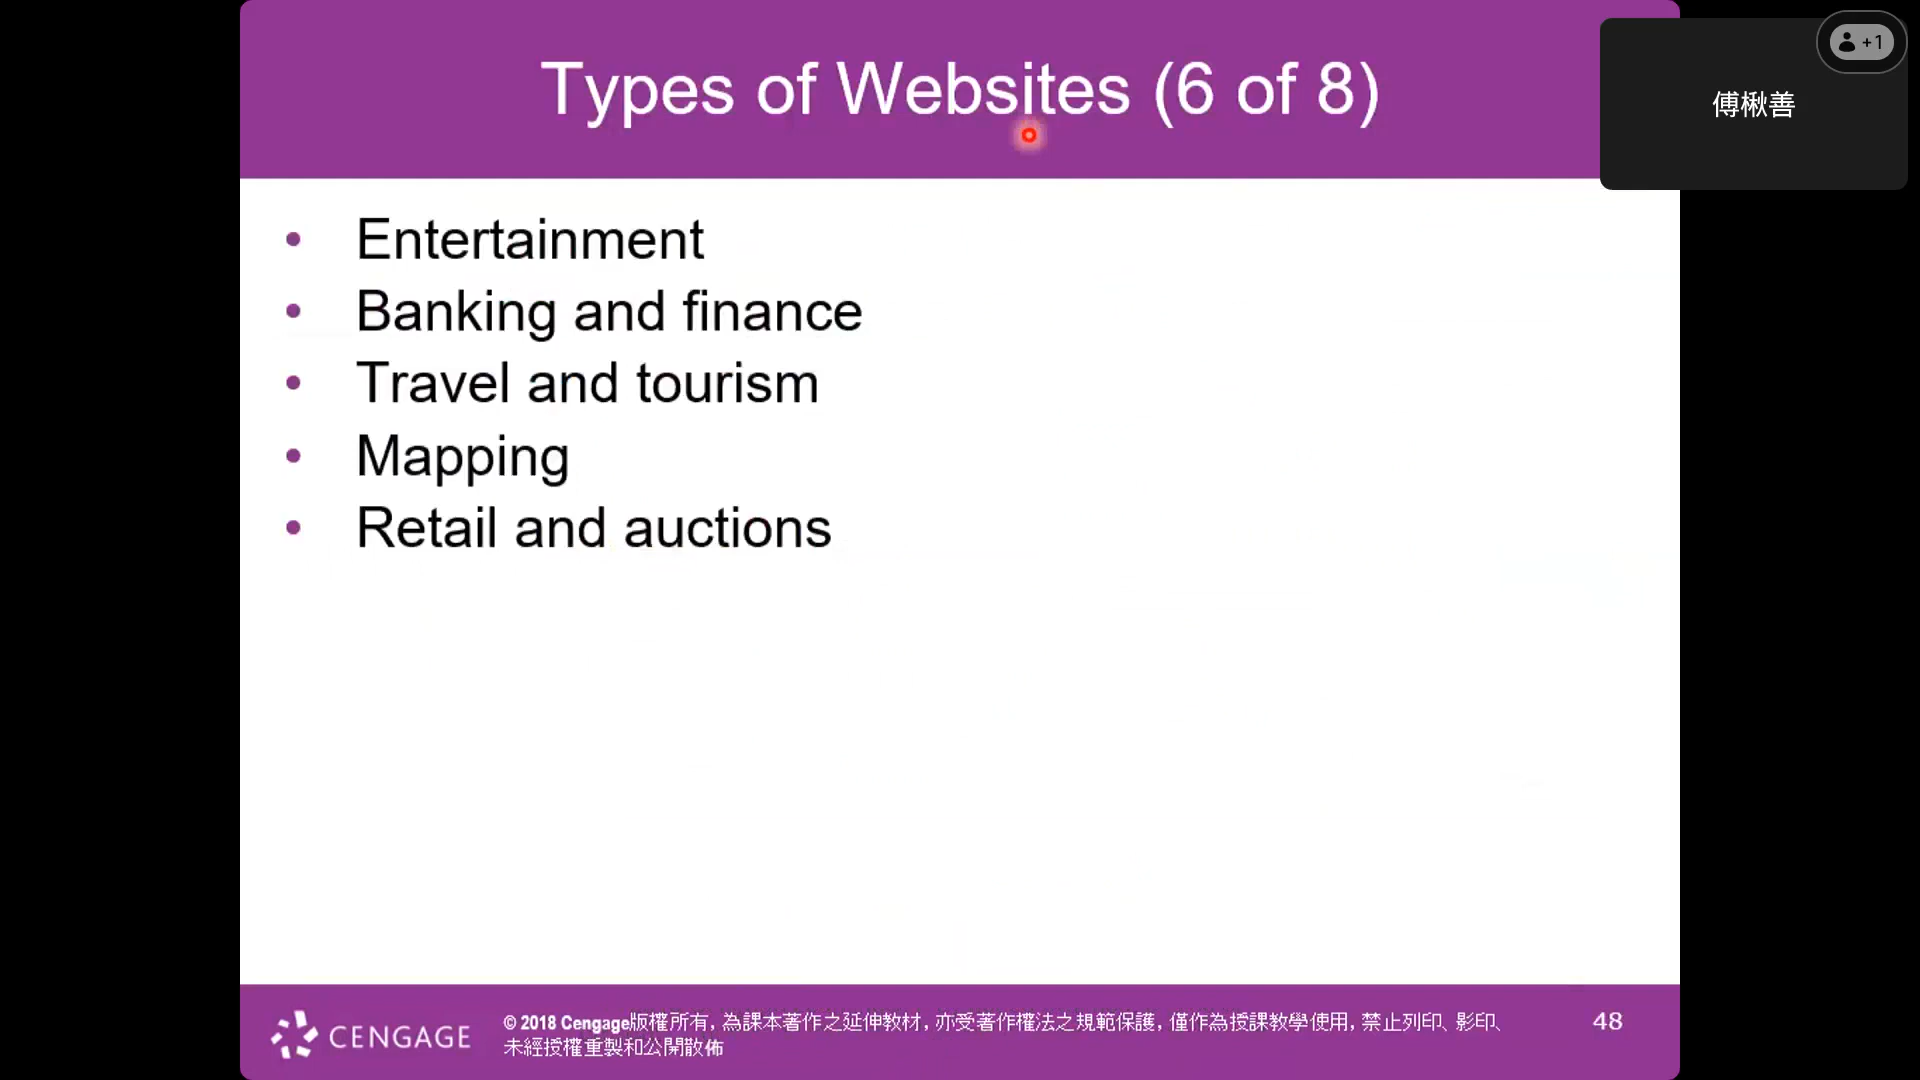 Types of Websites (6 of 8)
+1
傅楸善
• Entertainment
• Banking and finance
• Travel and tourism
• Mapping
• Retail and auctions
CENGAGE
© 2018 Cengage版權所有, 為課本著作之延伸教材, 亦受著作權法之規範保護, 僅作為授課教學使用, 禁止列印、影印、
未經授權重製和公開散佈
48